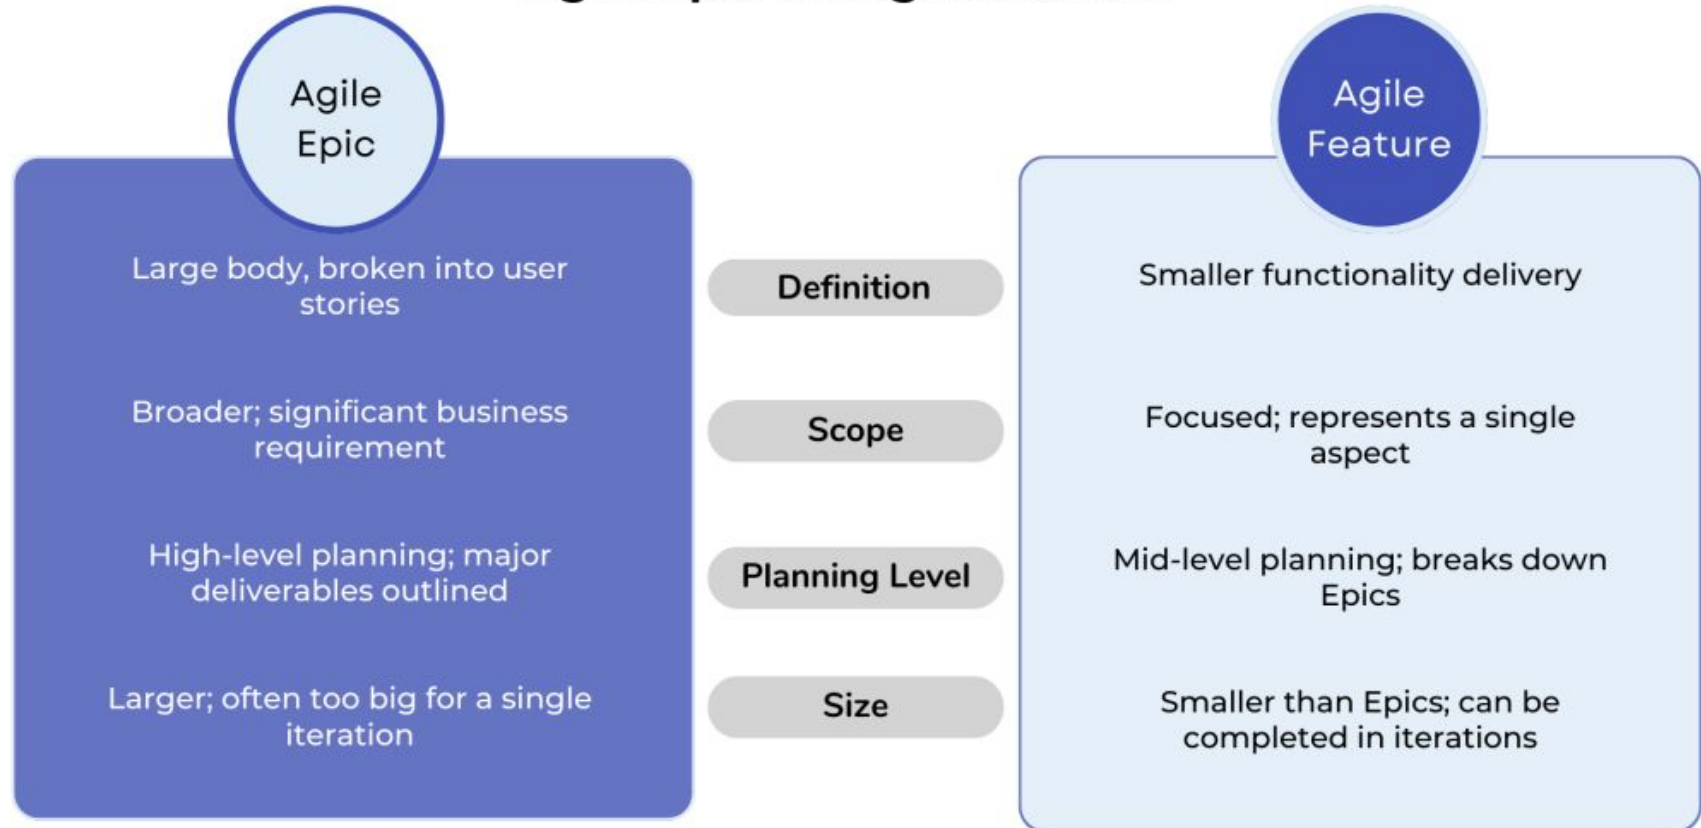 Agile
Epic
Agile
Feature
Large body, broken into user
stories
Definition
Smaller functionality delivery
Broader; significant business
requirement
Scope
Focused; represents a single
aspect
High-level planning; major
deliverables outlined
Planning Level
Mid-level planning; breaks down
Epics
Larger; often too big for a single
iteration
Size
Smaller than Epics; can be
completed in iterations